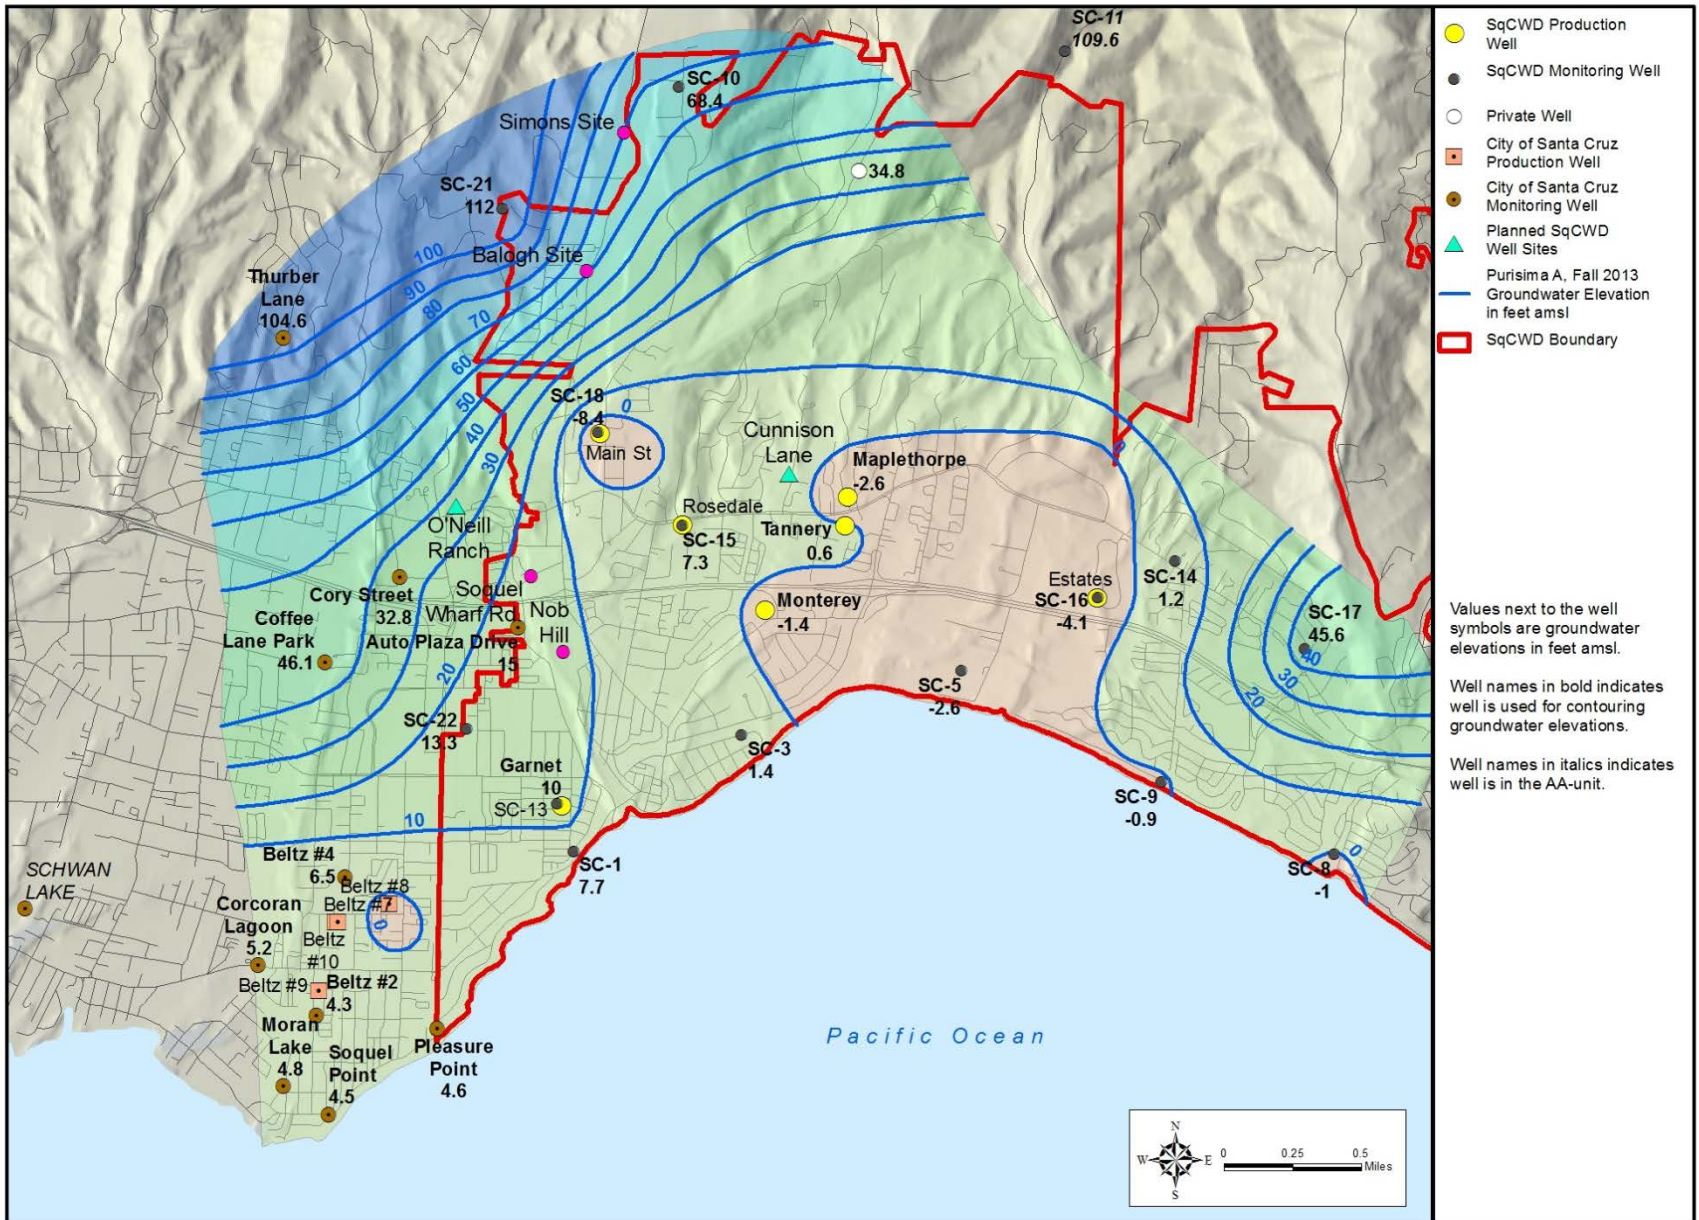 SC-11
109.6
SC-10
68.4
Simons Site
34.8
SC-21
112
100
Balogh Site
90
80
Thurber
Lane
104.6
70
60
50
SC-18
-8.4
0
Main St
40
30
Cunnison
Lane
Maplethorpe
-2.6
0
O'Neill
Ranch
Rosedale
SC-15
7.3
Tannery
0.6
Cory Street
32.8
Soquel
Wharf Rd.
Nob
Hill
Coffee
Lane Park
46.1
Auto Plaza Drive
15
Monterey
-1.4
Estates
SC-16
-4.1
SC-14
1.2
SC-17
45.6
40
30
20
20
SC-5
-2.6
SC-22
13.3
SC-3
1.4
Garnet
10
SC-13
SC-9
-0.9
10
SC-1
7.7
SC-8
-1
0
Beltz #4
6.5
Beltz #8
Beltz #7
0
SCHWAN
LAKE
Corcoran
Lagoon
5.2
Beltz
#10
Beltz #9
Beltz #2
4.3
Moran
Lake
4.8
Soquel
Point
4.5
Pleasure
Point
4.6
Pacific Ocean
N
W
E
S
0
0.25
0.5
Miles
SqCWD Production
Well
SqCWD Monitoring Well
Private Well
City of Santa Cruz
Production Well
City of Santa Cruz
Monitoring Well
Planned SqCWD
Well Sites
Purisima A, Fall 2013
Groundwater Elevation
in feet amsl
SqCWD Boundary
Values next to the well
symbols are groundwater
elevations in feet amsl.
Well names in bold indicates
well is used for contouring
groundwater elevations.
Well names in italics indicates
well is in the AA-unit.